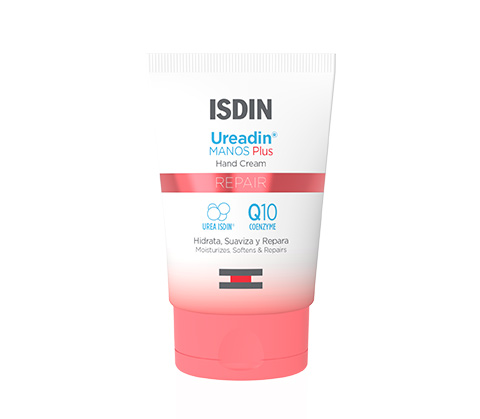 ISDIN
Ureadin®
MANOS Plus
Hand Cream
REPAIR
UREA ISDIN®
Q10
COENZYME
Hidrata, Suaviza y Repara
Moisturizes, Softens & Repairs